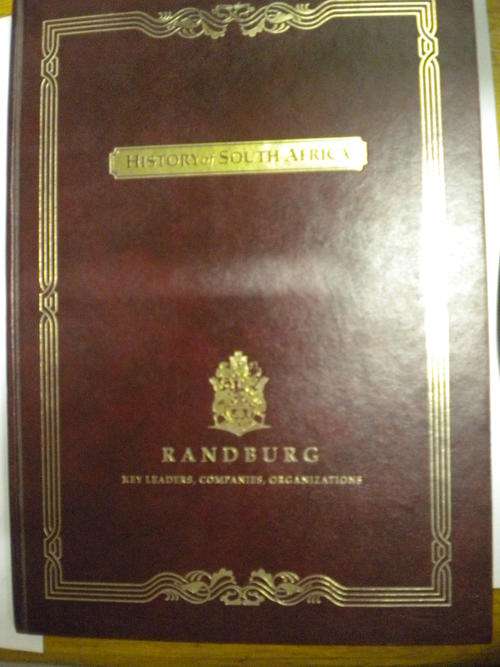 HISTORY of SOUTH AFRICA
RANDBURG
KEY LEADERS, COMPANIES, ORGANIZATIONS